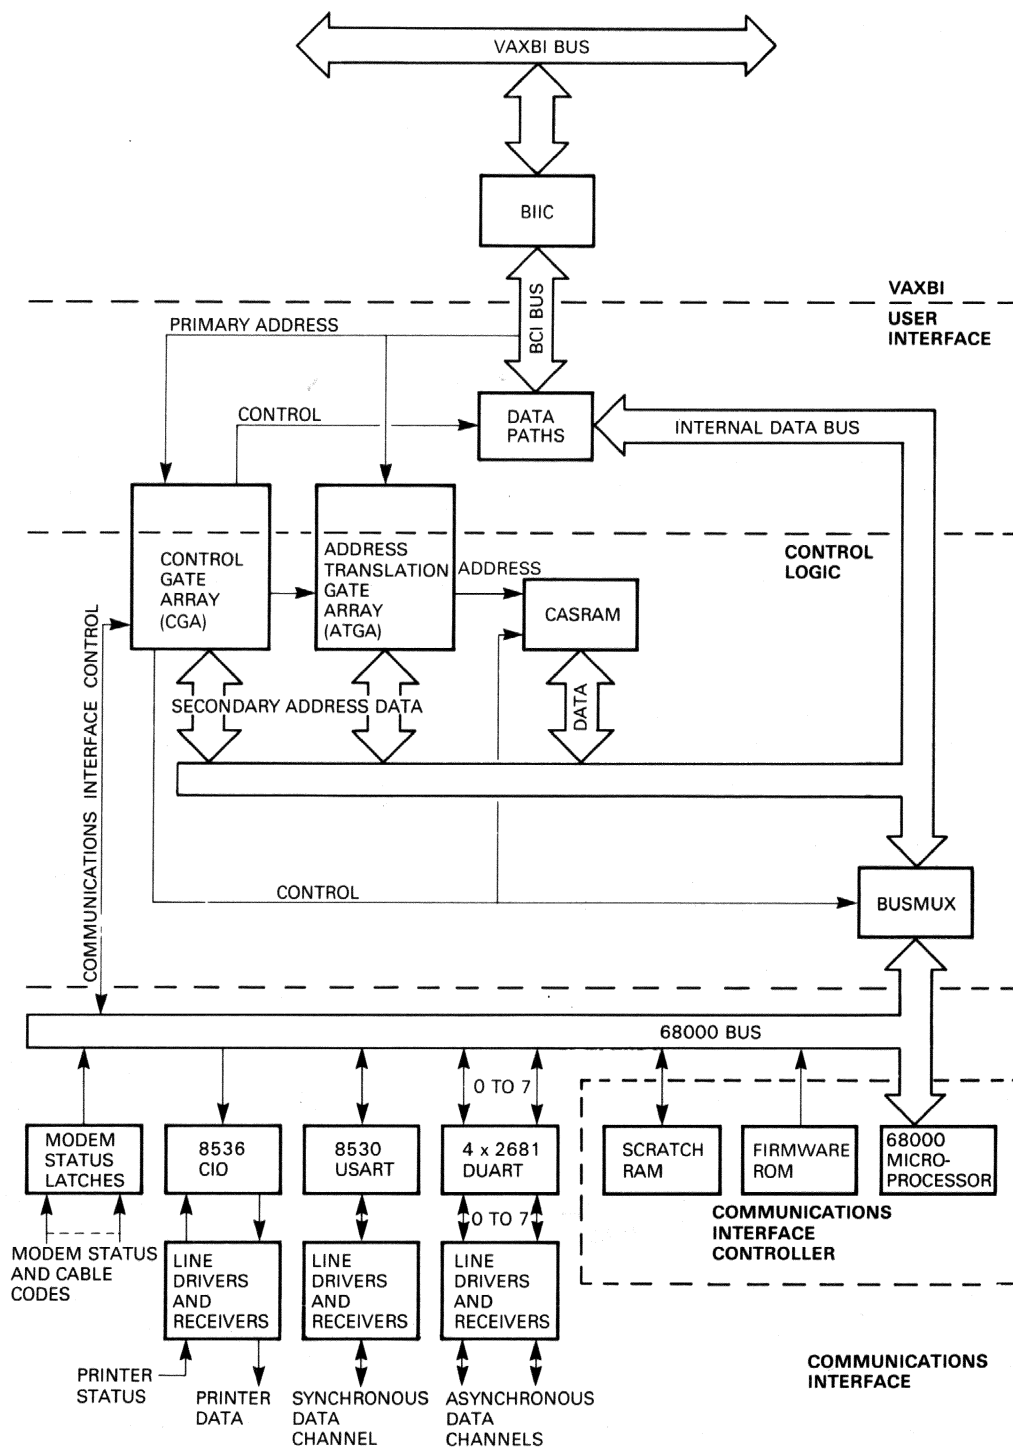 VAXBI BUS
BIIC
BCI BUS
VAXBI
USER
INTERFACE
PRIMARY ADDRESS
CONTROL
DATA
PATHS
INTERNAL DATA BUS
CONTROL
LOGIC
CONTROL
GATE
ARRAY
(CGA)
ADDRESS
TRANSLATION
GATE
ARRAY
(ATGA)
ADDRESS
CASRAM
COMMUNICATIONS INTERFACE CONTROL
SECONDARY ADDRESS DATA
DATA
CONTROL
BUSMUX
68000 BUS
0 TO 7
MODEM
STATUS
LATCHES
8536
CIO
8530
USART
4 x 2681
DUART
SCRATCH
RAM
FIRMWARE
ROM
68000
MICRO-
PROCESSOR
COMMUNICATIONS
INTERFACE
CONTROLLER
0 TO 7
MODEM STATUS
AND CABLE
CODES
LINE
DRIVERS
AND
RECEIVERS
LINE
DRIVERS
AND
RECEIVERS
LINE
DRIVERS
AND
RECEIVERS
COMMUNICATIONS
INTERFACE
PRINTER
STATUS
PRINTER
DATA
SYNCHRONOUS
DATA
CHANNEL
ASYNCHRONOUS
DATA
CHANNELS